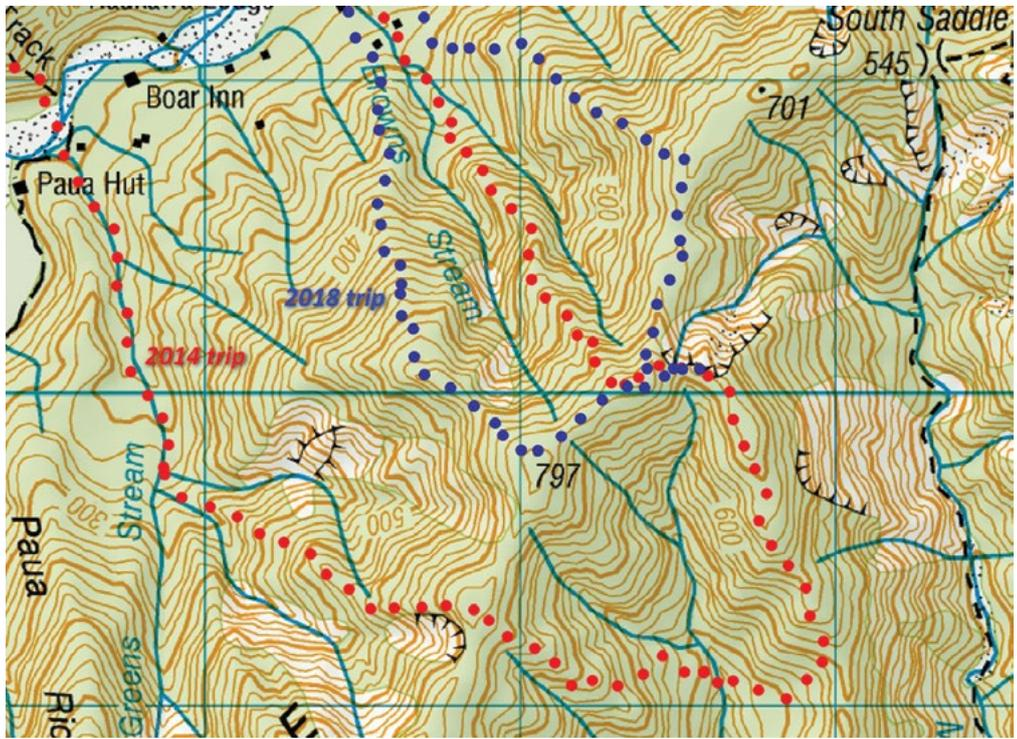 South Saddle
545
Boar Inn
701
Browns
Paua Hut
500
400
Stream
2018 trip
2014 trip
797
Stream
300
500
600
Paua
Greens